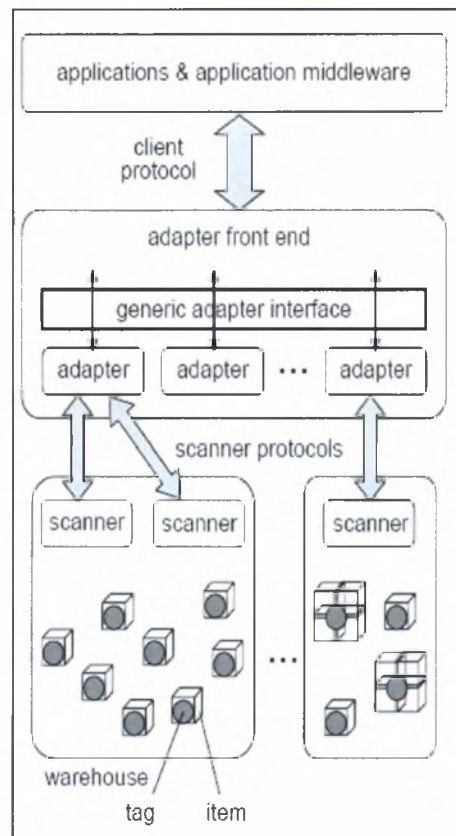 applications & application middleware
client
protocol
adapter front end
generic adapter interface
adapter adapter ••• adapter
scanner protocols
scanner scanner scanner
•••
warehouse
tag item